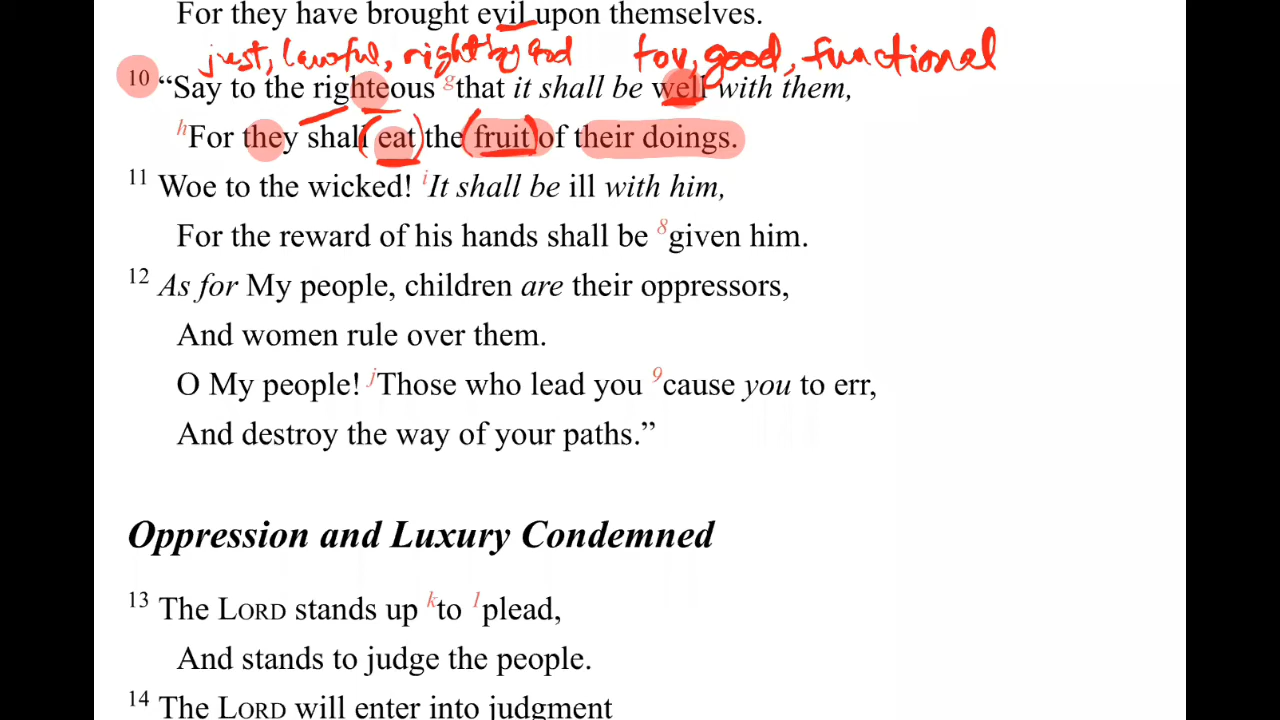 For they have brought evil upon themselves.
just, lawful, right by God tov, good, functional
10 “Say to the righteous g that it shall be well with them,
h For they shall (eat) the (fruit) of their doings.
11 Woe to the wicked! i It shall be ill with him,
For the reward of his hands shall be 8 given him.
12 As for My people, children are their oppressors,
And women rule over them.
O My people! j Those who lead you 9 cause you to err,
And destroy the way of your paths.”
Oppression and Luxury Condemned
13 The LORD stands up k to 1 plead,
And stands to judge the people.
14 The LORD will enter into judgment